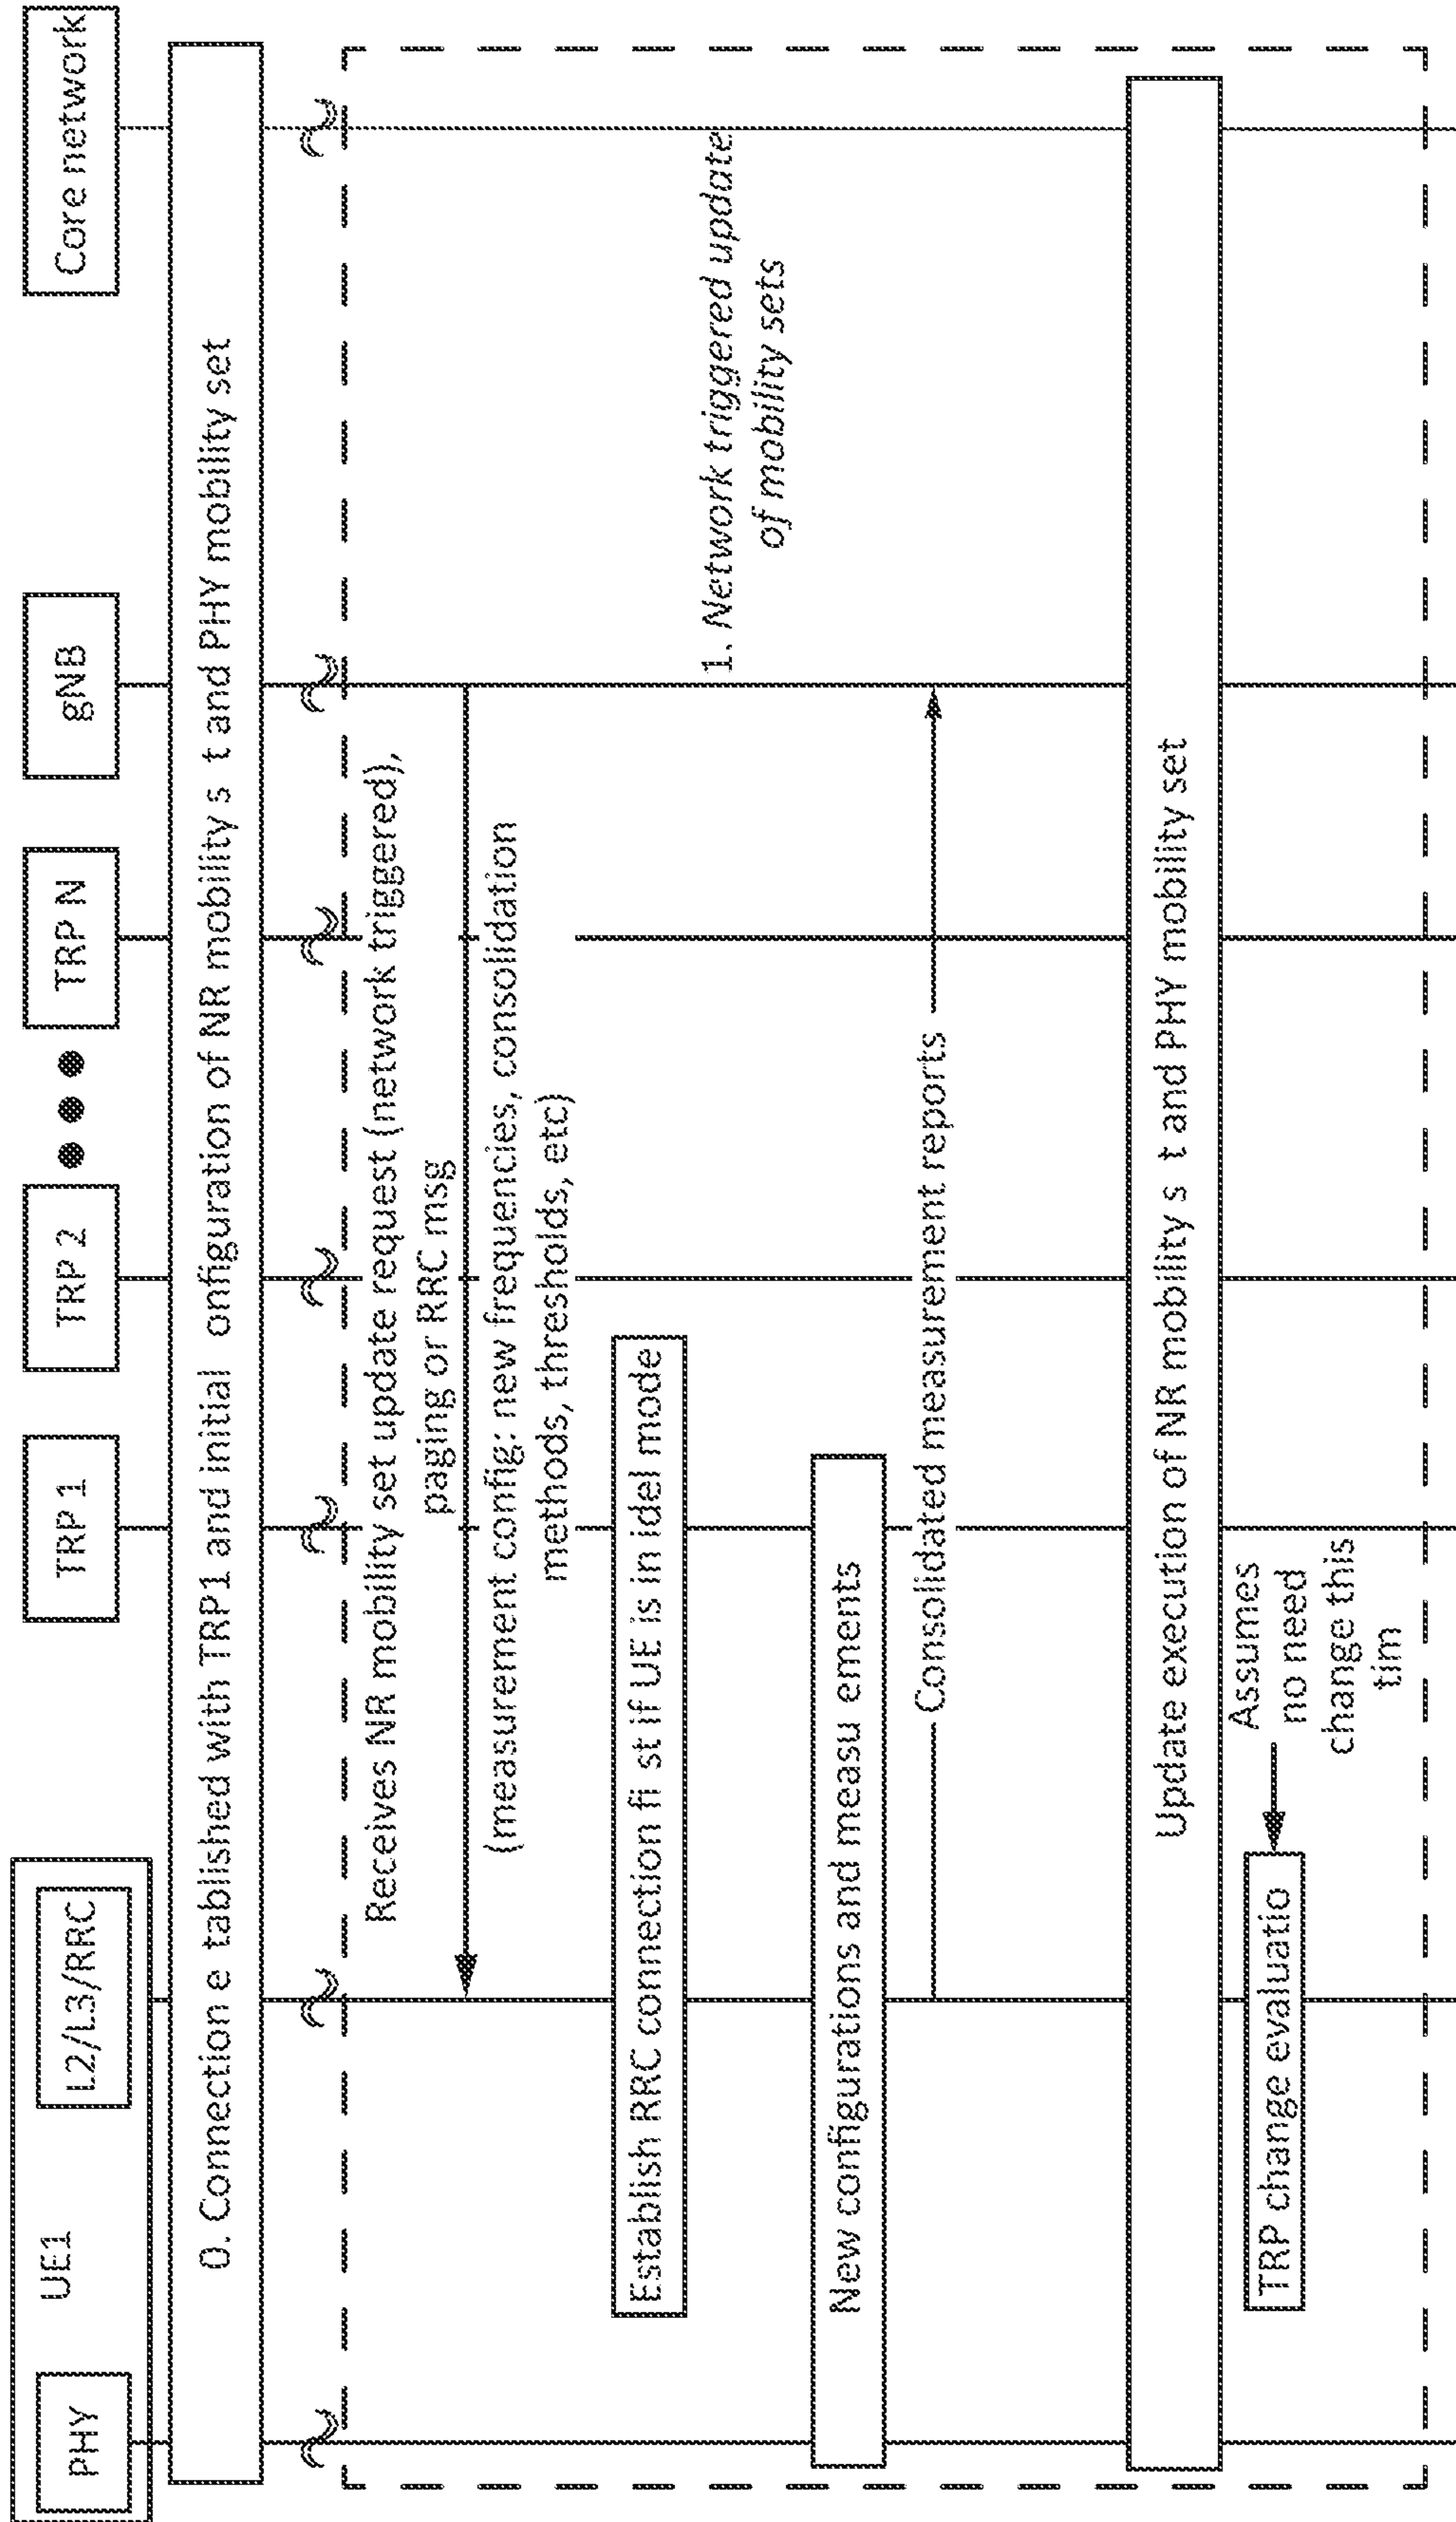 UE1
PHY
L2/L3/RRC
TRP 1
TRP 2
TRP N
gNB
Core network
0. Connection e tablished with TRP1 and initial onfiguration of NR mobility s t and PHY mobility set
Receives NR mobility set update request (network triggered),
paging or RRC msg
(measurement config: new frequencies, consolidation
methods, thresholds, etc)
Establish RRC connection fi st if UE is in idel mode
1. Network triggered update
of mobility sets
New configurations and measu ements
Consolidated measurement reports
Update execution of NR mobility s t and PHY mobility set
TRP change evaluatio
Assumes
no need
change this
tim